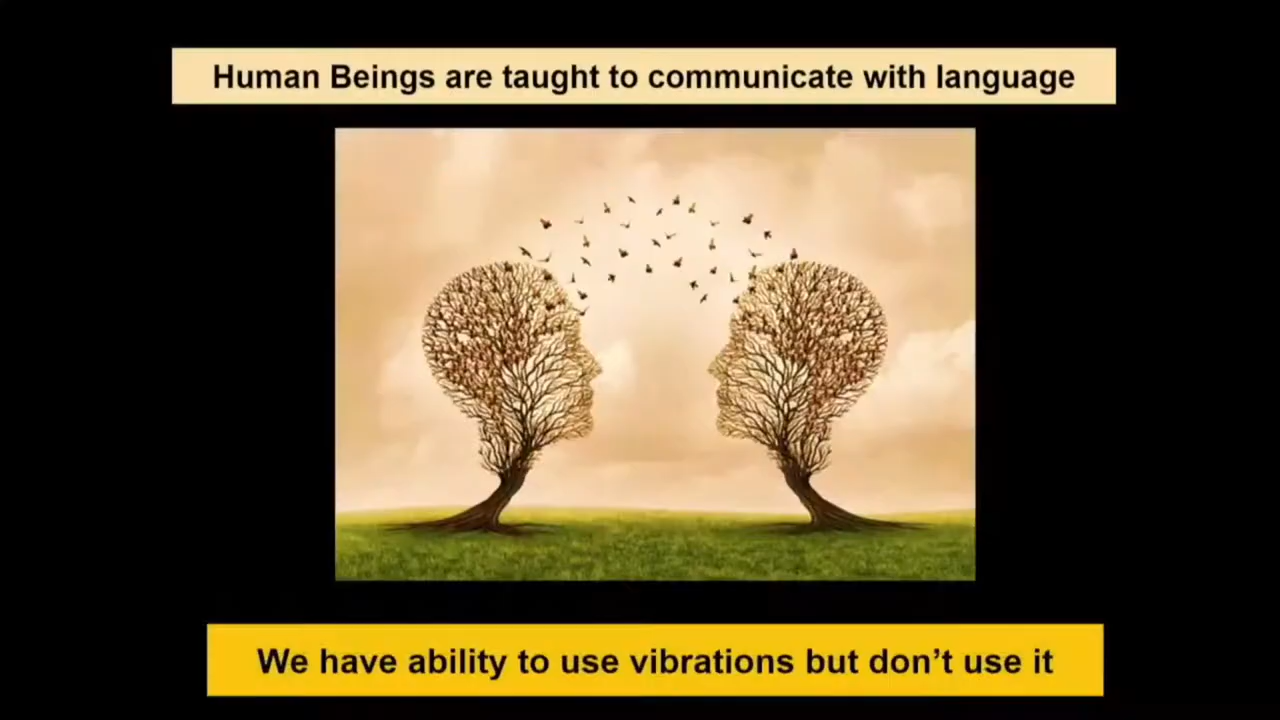 Human Beings are taught to communicate with language
We have ability to use vibrations but don’t use it